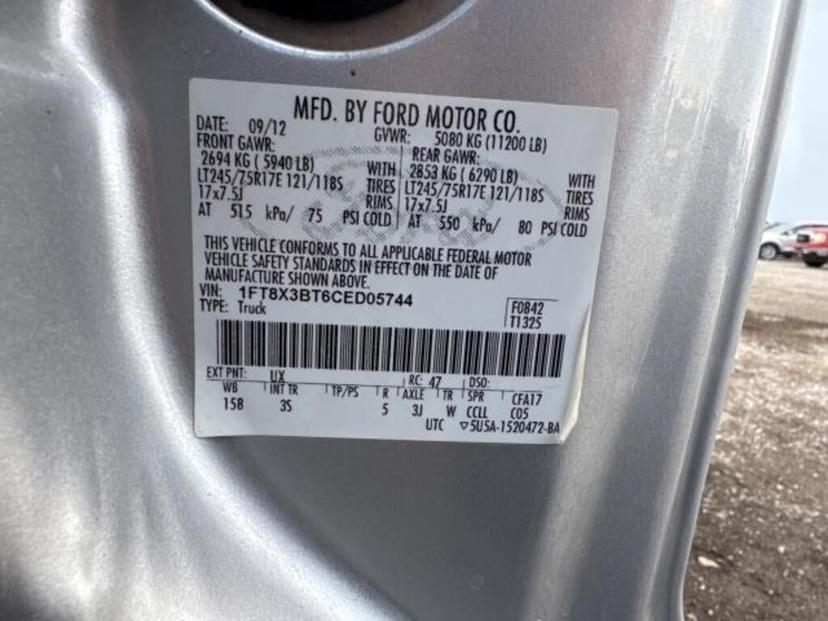 MFD. BY FORD MOTOR CO.
DATE: 09/12 GVWR: 5080 KG (11200 LB)
FRONT GAWR: REAR GAWR:
2694 KG ( 5940 LB) WITH 2853 KG ( 6290 LB) WITH
LT245/75R17E 121/118S TIRES LT245/75R17E 121/118S TIRES
17x7.5J RIMS 17x7.5J RIMS
AT 515 kPa/ 75 PSI COLD AT 550 kPa/ 80 PSI COLD
THIS VEHICLE CONFORMS TO ALL APPLICABLE FEDERAL MOTOR
VEHICLE SAFETY STANDARDS IN EFFECT ON THE DATE OF
MANUFACTURE SHOWN ABOVE.
VIN: 1FT8X3BT6CED05744
TYPE: Truck
F0842
T1325
EXT PNT: UX RC: 47 DSO:
WB INT TR TP/PS R AXLE TR SPR CFA17
158 3S 5 3J W CCLL C05
UTC ▽5U5A-1520472-BA